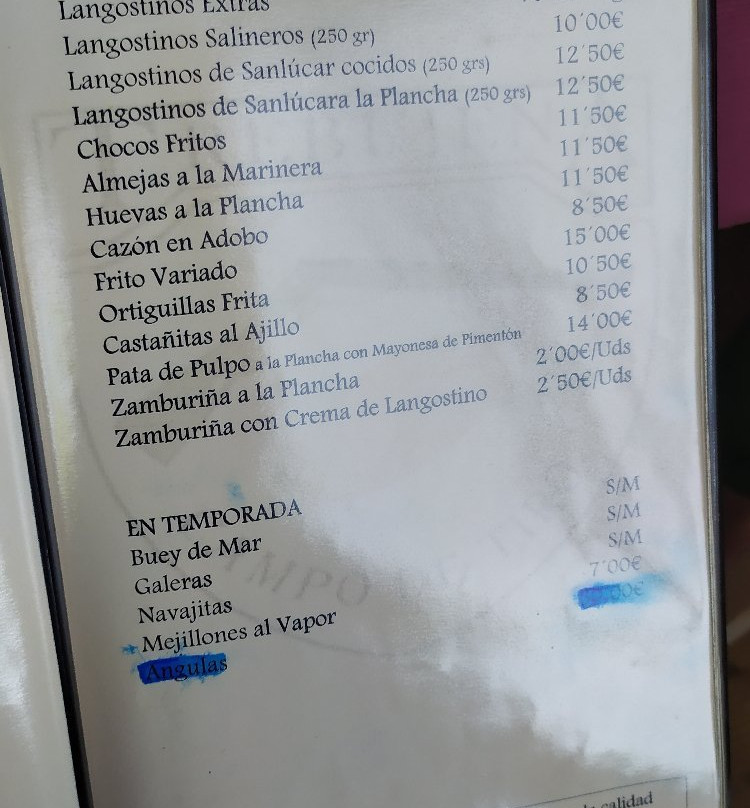 Langostinos Extras
Langostinos Salineros (250 gr) 10´00€
Langostinos de Sanlúcar cocidos (250 grs) 12´50€
Langostinos de Sanlúcara la Plancha (250 grs) 12´50€
Chocos Fritos 11´50€
Almejas a la Marinera 11´50€
Huevas a la Plancha 11´50€
Cazón en Adobo 8´50€
Frito Variado 15´00€
Ortiguillas Frita 10´50€
Castañitas al Ajillo 8´50€
Pata de Pulpo a la Plancha con Mayonesa de Pimentón 14´00€
Zamburiña a la Plancha 2´00€/Uds
Zamburiña con Crema de Langostino 2´50€/Uds
EN TEMPORADA
Buey de Mar S/M
Galeras S/M
Navajitas S/M
Mejillones al Vapor 7´00€
Angulas
calidad